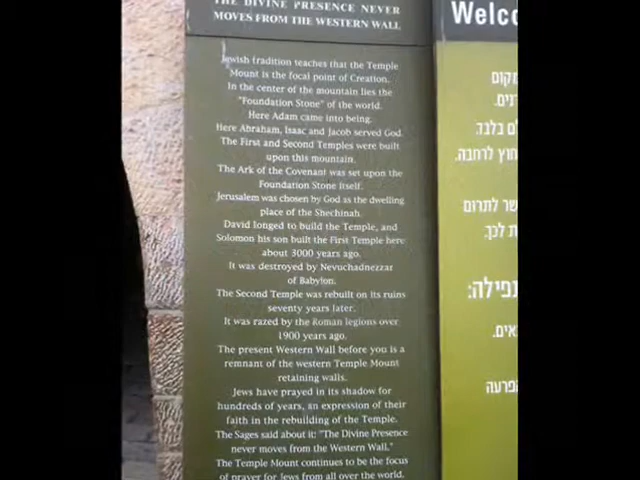 THE DIVINE PRESENCE NEVER
MOVES FROM THE WESTERN WALL
Jewish tradition teaches that the Temple
Mount is the focal point of Creation.
In the center of the mountain lies the
"Foundation Stone" of the world.
Here Adam came into being.
Here Abraham, Isaac and Jacob served God.
The First and Second Temples were built
upon this mountain.
The Ark of the Covenant was set upon the
Foundation Stone itself.
Jerusalem was chosen by God as the dwelling
place of the Shechinah.
David longed to build the Temple, and
Solomon his son built the First Temple here
about 3000 years ago.
It was destroyed by Nevuchadnezzar
of Babylon.
The Second Temple was rebuilt on its ruins
seventy years later.
It was razed by the Roman legions over
1900 years ago.
The present Western Wall before you is a
remnant of the western Temple Mount
retaining walls.
Jews have prayed in its shadow for
hundreds of years, an expression of their
faith in the rebuilding of the Temple.
The Sages said about it: "The Divine Presence
never moves from the Western Wall."
The Temple Mount continues to be the focus
of prayer for Jews from all over the world.
Welco
מקום
ם בלבד.
חוץ לרחבה.
שר לתרום
ת לכך.